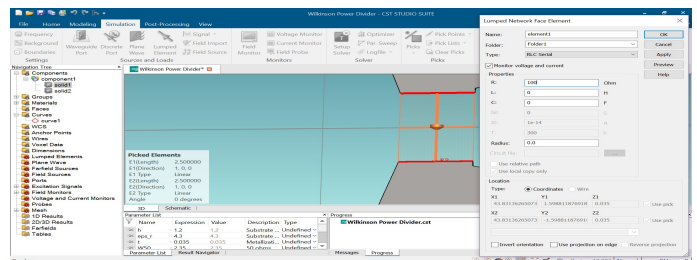 Wilkinson Power Divider - CST STUDIO SUITE
File Home Modeling Simulation Post-Processing View
Frequency
Background
Boundaries
Settings
Waveguide Port
Discrete Port
Plane Wave
Lumped Element
Signal
Field Import
Field Source
Sources and Loads
Field Monitor
Voltage Monitor
Current Monitor
Field Probe
Monitors
Setup Solver
Optimizer
Par. Sweep
Logfile
Solver
Picks
Pick Points
Pick Lists
Clear Picks
Picks
Navigation Tree
Components
component1
solid1
solid2
Groups
Materials
Faces
Curves
curve1
WCS
Anchor Points
Wires
Voxel Data
Dimensions
Lumped Elements
Plane Wave
Farfield Sources
Field Sources
Ports
Excitation Signals
Field Monitors
Voltage and Current Monitors
Probes
Mesh
1D Results
2D/3D Results
Farfields
Tables
Wilkinson Power Divider*
Picked Elements
E1(Length) 2.500000
E1(Direction) 1, 0, 0
E1 Type Linear
E2(Length) 2.500000
E2(Direction) 1, 0, 0
E2 Type Linear
Angle 0 degrees
3D Schematic
Parameter List
Name Expression Value Description Type
h = 1.2 1.2 Substrate ... Undefined
eps_r = 4.3 4.3 Substrate ... Undefined
t = 0.035 0.035 Metallizati... Undefined
W50 = 2.35 2.35 50 ohms Undefined
Parameter List Result Navigator
Progress
Wilkinson Power Divider.cst
Messages Progress
Lumped Network Face Element
Name: element1
Folder: Folder1
Type: RLC Serial
Monitor voltage and current
Properties
R: 100 Ohm
L: 0 H
C: 0 F
0
1e-14
300
Radius: 0.0
Use relative path
Use local copy only
Location
Type: Coordinates Wire
X1 Y1 Z1
0.035 Use pick
X2 Y2 Z2
0.035 Use pick
Invert orientation Use projection on edge Reverse projection
OK
Cancel
Apply
Preview
Help